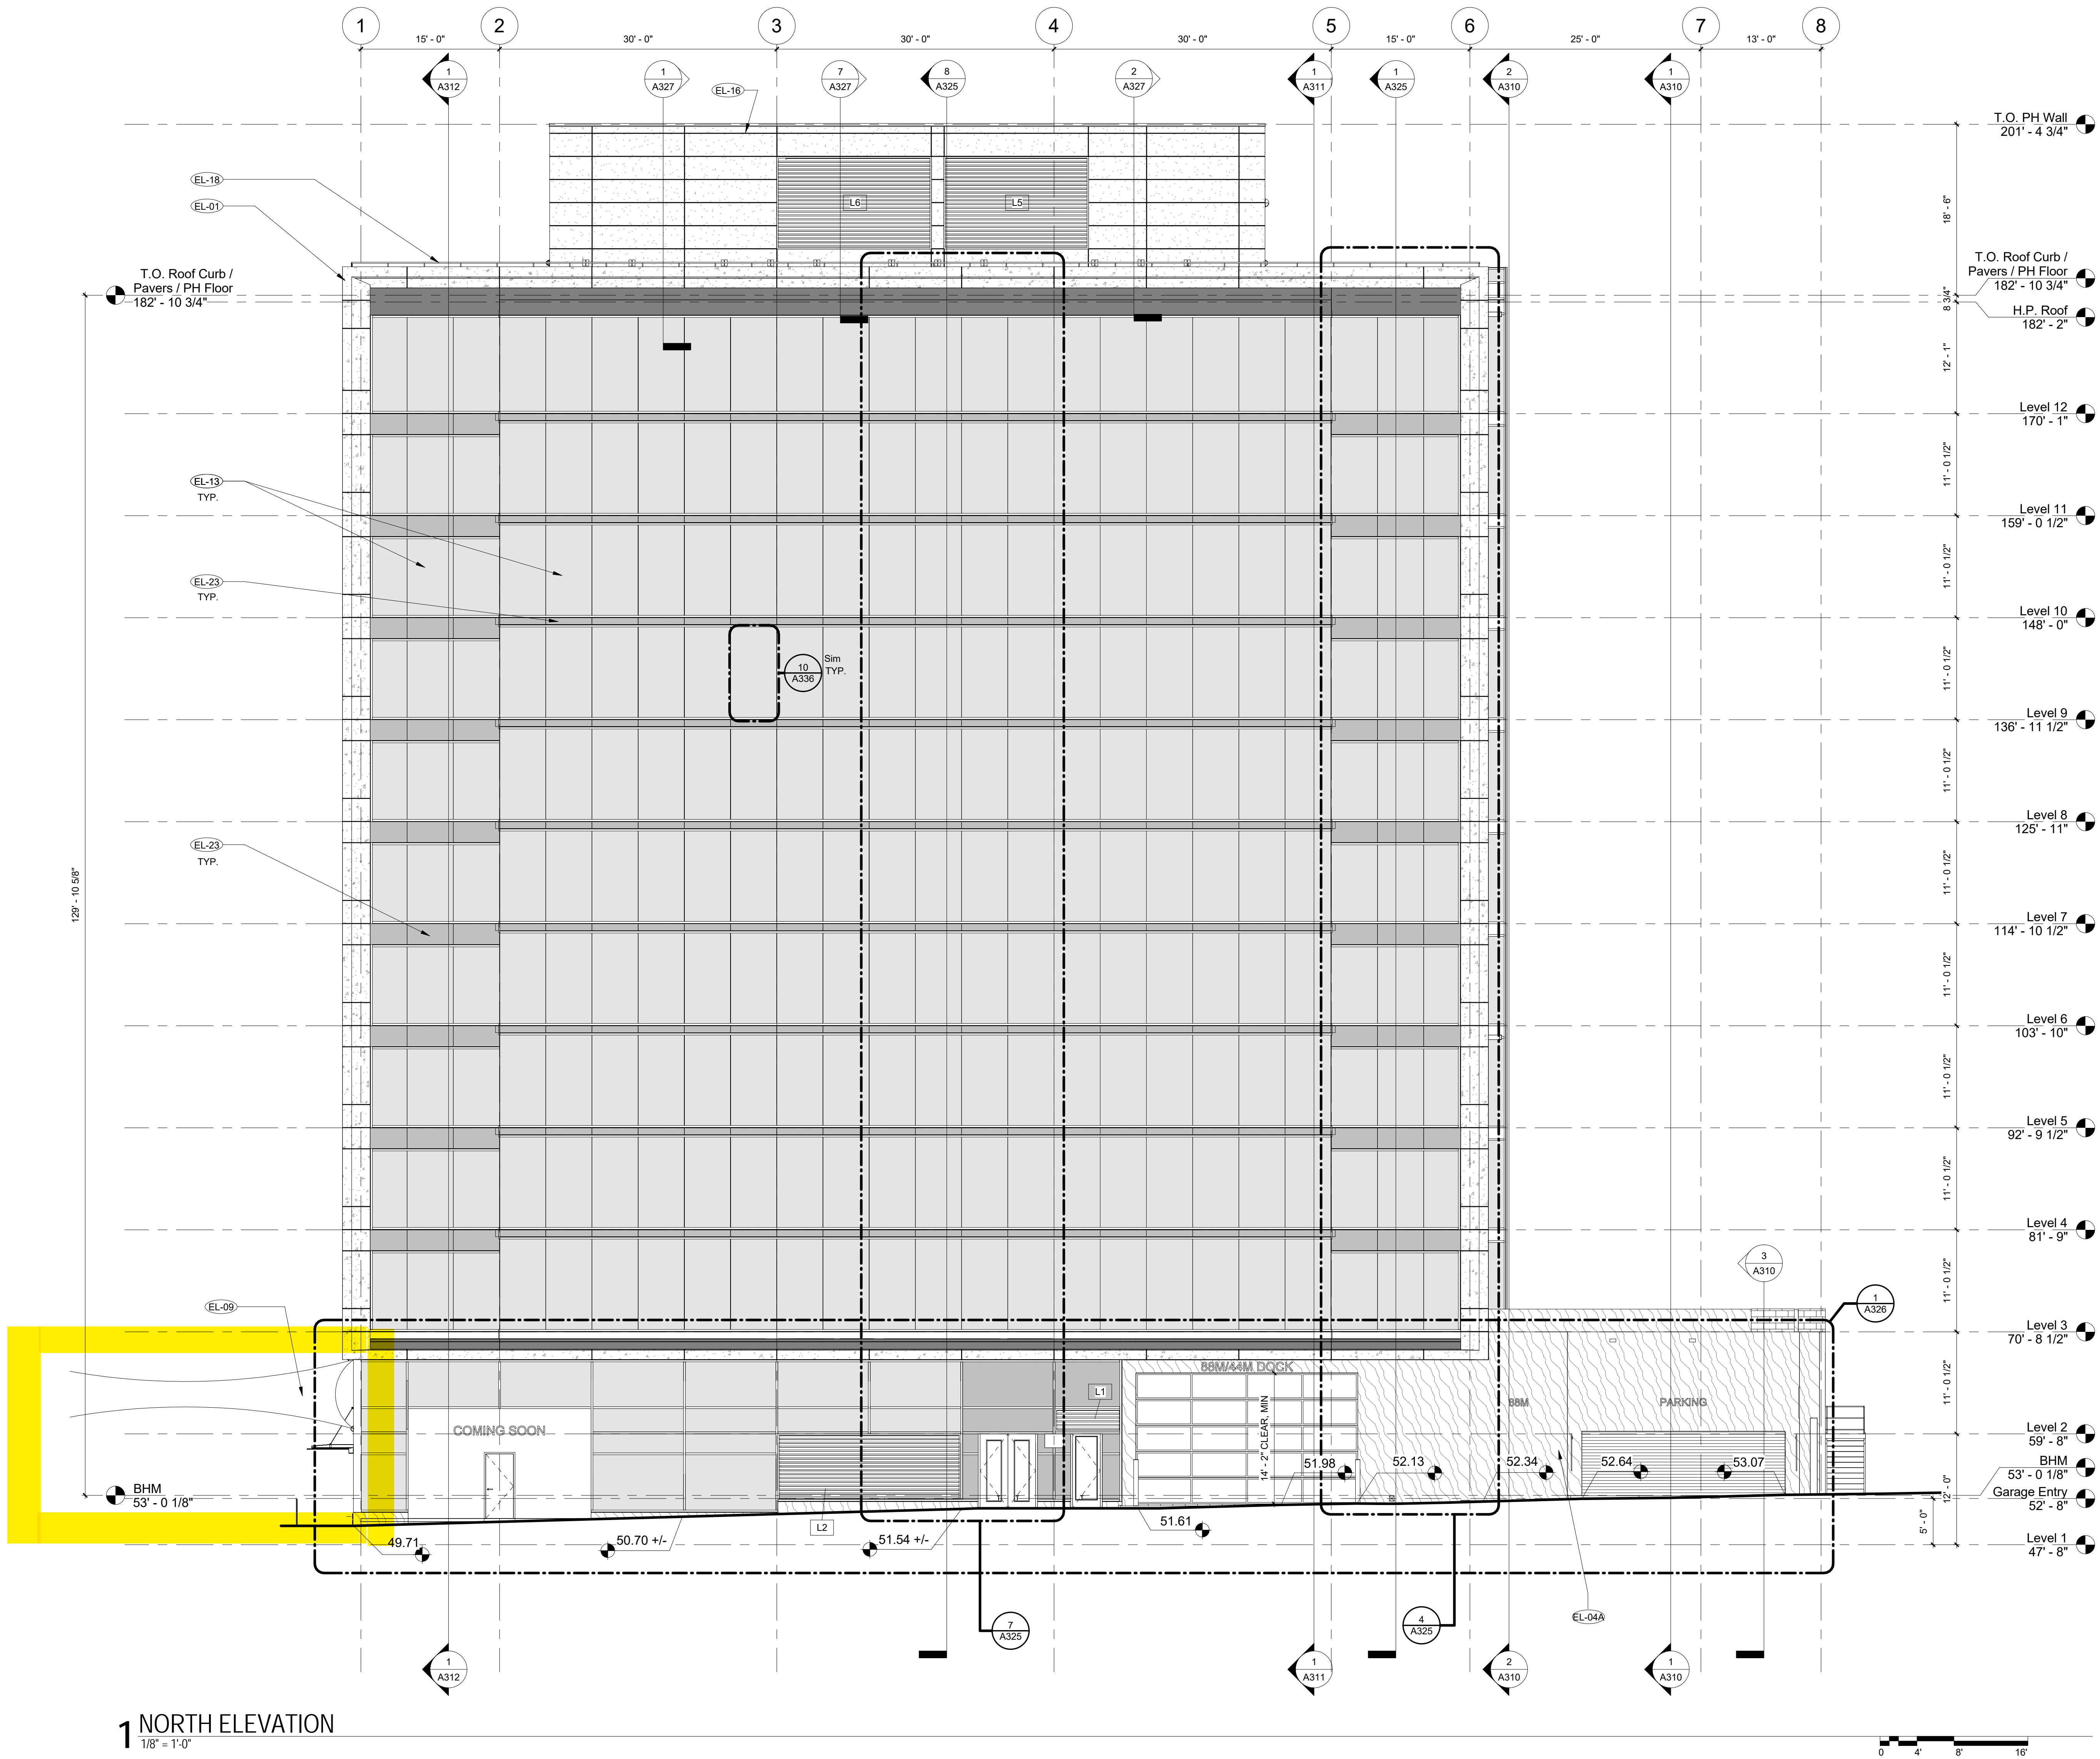 1 2 3 4 5 6 7 8
15' - 0" 30' - 0" 30' - 0" 30' - 0" 15' - 0" 25' - 0" 13' - 0"
1 A312
1 A327
7 A327
8 A325
2 A327
1 A311
1 A325
2 A310
1 A310
EL-16
T.O. PH Wall
201' - 4 3/4"
EL-18
EL-01
L6
L5
18' - 6"
T.O. Roof Curb /
Pavers / PH Floor
182' - 10 3/4"
T.O. Roof Curb /
Pavers / PH Floor
182' - 10 3/4"
8 3/4"
H.P. Roof
182' - 2"
12' - 1"
Level 12
170' - 1"
11' - 0 1/2"
EL-13
TYP.
Level 11
159' - 0 1/2"
11' - 0 1/2"
EL-23
TYP.
Level 10
148' - 0"
10
A336
Sim
TYP.
11' - 0 1/2"
Level 9
136' - 11 1/2"
11' - 0 1/2"
Level 8
125' - 11"
EL-23
TYP.
129' - 10 5/8"
11' - 0 1/2"
Level 7
114' - 10 1/2"
11' - 0 1/2"
Level 6
103' - 10"
11' - 0 1/2"
Level 5
92' - 9 1/2"
11' - 0 1/2"
Level 4
81' - 9"
3
A310
11' - 0 1/2"
EL-09
1
A326
Level 3
70' - 8 1/2"
88M/44M DOCK
L1
COMING SOON
14' - 2" CLEAR, MIN
88M
PARKING
11' - 0 1/2"
Level 2
59' - 8"
51.98
52.13
52.34
52.64
53.07
BHM
53' - 0 1/8"
BHM
53' - 0 1/8"
Garage Entry
52' - 8"
12' - 0"
5' - 0"
L2
49.71
50.70 +/-
51.54 +/-
51.61
Level 1
47' - 8"
7
A325
4
A325
EL-04A
1 A312
1 A311
2 A310
1 A310
1 NORTH ELEVATION
1/8" = 1'-0"
0 4' 8' 16'